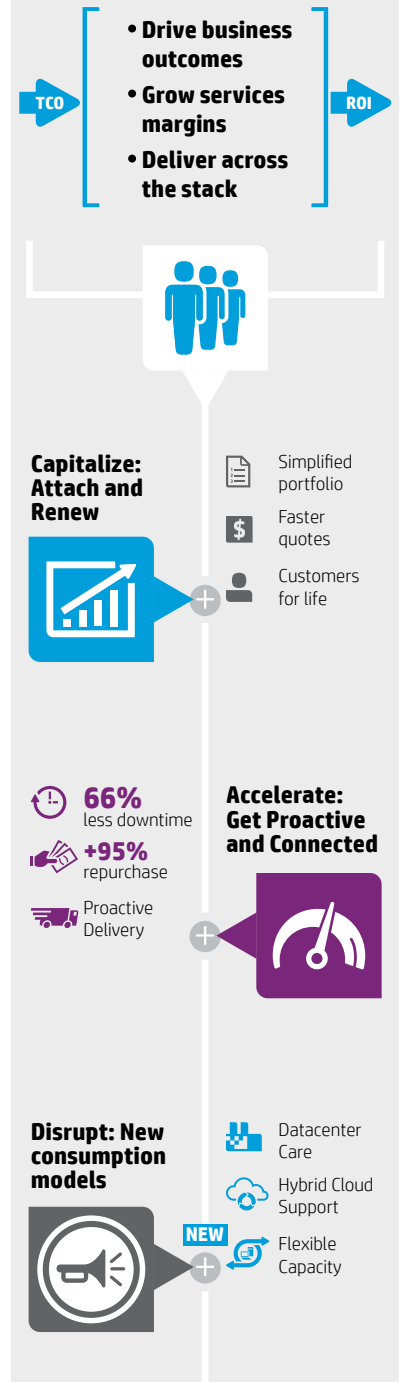 TCO
• Drive business
outcomes
• Grow services
margins
• Deliver across
the stack
ROI
Capitalize:
Attach and
Renew
Simplified
portfolio
$
Faster
quotes
Customers
for life
66%
less downtime
+95%
repurchase
Proactive
Delivery
Accelerate:
Get Proactive
and Connected
Disrupt: New
consumption
models
Datacenter
Care
Hybrid Cloud
Support
NEW
Flexible
Capacity